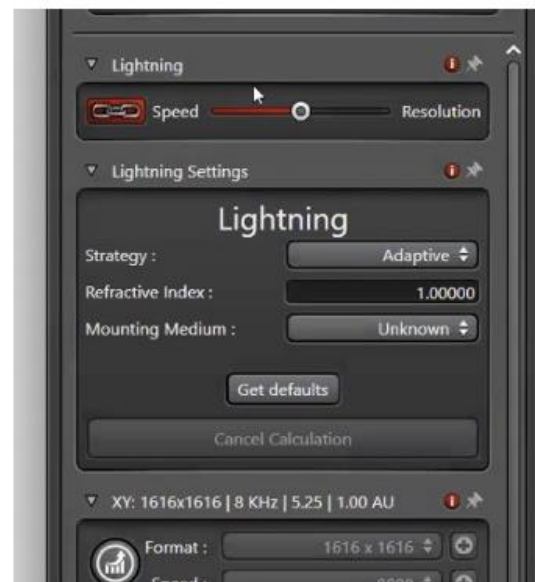 Lightning
Speed Resolution
Lightning Settings
Lightning
Strategy : Adaptive
Refractive Index : 1.00000
Mounting Medium : Unknown
Get defaults
Cancel Calculation
XY: 1616x1616 | 8 KHz | 5.25 | 1.00 AU
Format : 1616 x 1616
Speed :